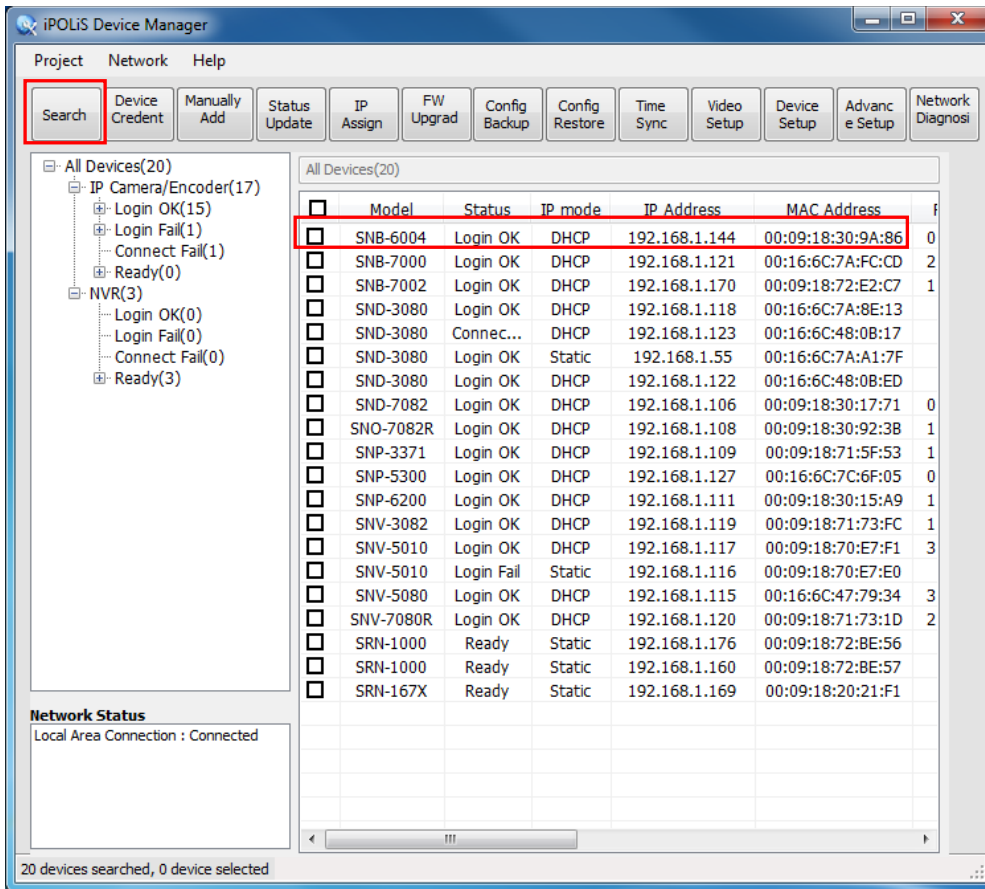 iPOLiS Device Manager
Project Network Help
Search Device Credent Manually Add Status Update IP Assign FW Upgrad Config Backup Config Restore Time Sync Video Setup Device Setup Advanc e Setup Network Diagnosi
All Devices(20)
IP Camera/Encoder(17)
Login OK(15)
Login Fail(1)
Connect Fail(1)
Ready(0)
NVR(3)
Login OK(0)
Login Fail(0)
Connect Fail(0)
Ready(3)
All Devices(20)
Model Status IP mode IP Address MAC Address
SNB-6004 Login OK DHCP 192.168.1.144 00:09:18:30:9A:86 0
SNB-7000 Login OK DHCP 192.168.1.121 00:16:6C:7A:FC:CD 2
SNB-7002 Login OK DHCP 192.168.1.170 00:09:18:72:E2:C7 1
SND-3080 Login OK DHCP 192.168.1.118 00:16:6C:7A:8E:13
SND-3080 Connec... DHCP 192.168.1.123 00:16:6C:48:0B:17
SND-3080 Login OK Static 192.168.1.55 00:16:6C:7A:A1:7F
SND-3080 Login OK DHCP 192.168.1.122 00:16:6C:48:0B:ED
SND-7082 Login OK DHCP 192.168.1.106 00:09:18:30:17:71 0
SNO-7082R Login OK DHCP 192.168.1.108 00:09:18:30:92:3B 1
SNP-3371 Login OK DHCP 192.168.1.109 00:09:18:71:5F:53 1
SNP-5300 Login OK DHCP 192.168.1.127 00:16:6C:7C:6F:05 0
SNP-6200 Login OK DHCP 192.168.1.111 00:09:18:30:15:A9 1
SNV-3082 Login OK DHCP 192.168.1.119 00:09:18:71:73:FC 1
SNV-5010 Login OK DHCP 192.168.1.117 00:09:18:70:E7:F1 3
SNV-5010 Login Fail Static 192.168.1.116 00:09:18:70:E7:E0
SNV-5080 Login OK DHCP 192.168.1.115 00:16:6C:47:79:34 3
SNV-7080R Login OK DHCP 192.168.1.120 00:09:18:71:73:1D 2
SRN-1000 Ready Static 192.168.1.176 00:09:18:72:BE:56
SRN-1000 Ready Static 192.168.1.160 00:09:18:72:BE:57
SRN-167X Ready Static 192.168.1.169 00:09:18:20:21:F1
Network Status
Local Area Connection : Connected
20 devices searched, 0 device selected